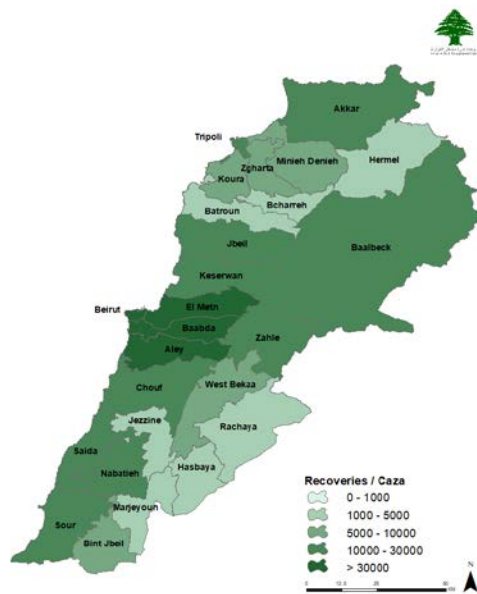 Akkar
Tripoli
Zgharta
Minieh Denieh
Hermel
Koura
Bcharreh
Batroun
Jbeil
Baalbeck
Keserwan
El Metn
Beirut
Baabda
Zahle
Aley
Chouf
West Bekaa
Jezzine
Rachaya
Saida
Hasbaya
Nabatieh
Marjeyoun
Sour
Bint Jbeil
Recoveries / Caza
0 - 1000
1000 - 5000
5000 - 10000
10000 - 30000
> 30000
N